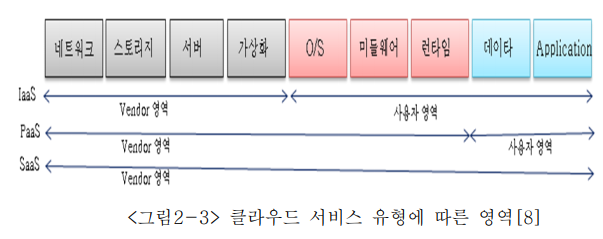 네트워크 스토리지 서버 가상화 O/S 미들웨어 런타임 데이타 Application
IaaS
Vendor 영역 사용자 영역
PaaS
Vendor 영역 사용자 영역
SaaS
Vendor 영역
<그림2-3> 클라우드 서비스 유형에 따른 영역[8]